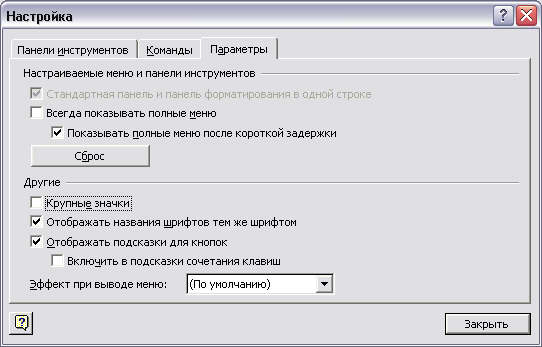 Настройка
Панели инструментов Команды Параметры
Настраиваемые меню и панели инструментов
Стандартная панель и панель форматирования в одной строке
Всегда показывать полные меню
Показывать полные меню после короткой задержки
Сброс
Другие
Крупные значки
Отображать названия шрифтов тем же шрифтом
Отображать подсказки для кнопок
Включить в подсказки сочетания клавиш
Эффект при выводе меню: (По умолчанию)
Закрыть